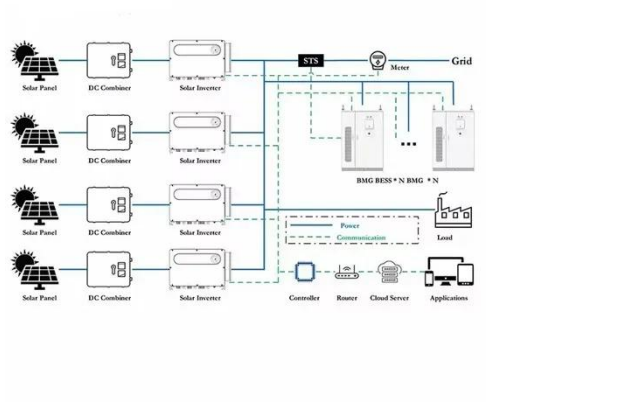 STS
Meter
Grid
Solar Panel
DC Combiner
Solar Inverter
Solar Panel
DC Combiner
Solar Inverter
BMG BESS * N BMG * N
Solar Panel
DC Combiner
Solar Inverter
Power
Communication
Load
Solar Panel
DC Combiner
Solar Inverter
Controller
Router
Cloud Server
Applications